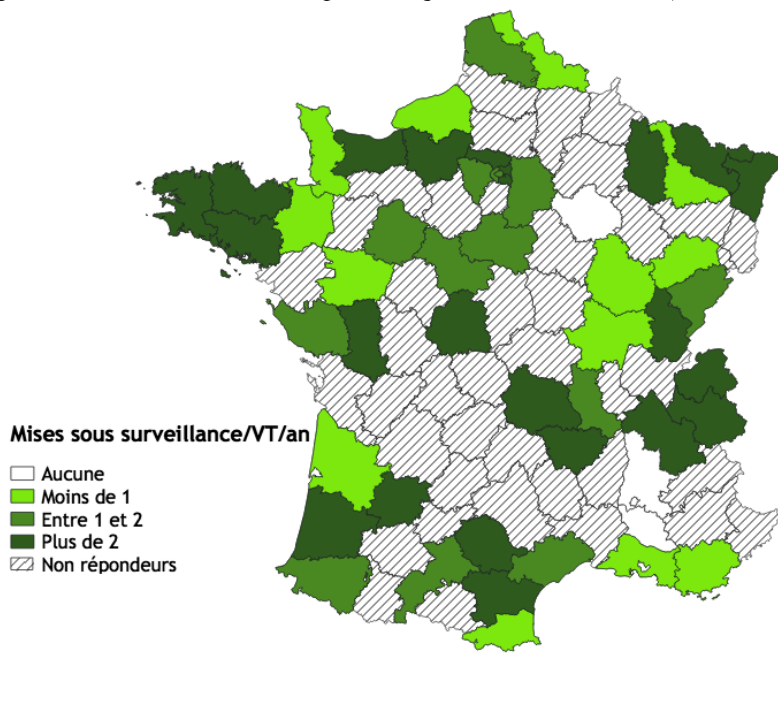 Mises sous surveillance/VT/an
Aucune
Moins de 1
Entre 1 et 2
Plus de 2
Non répondeurs